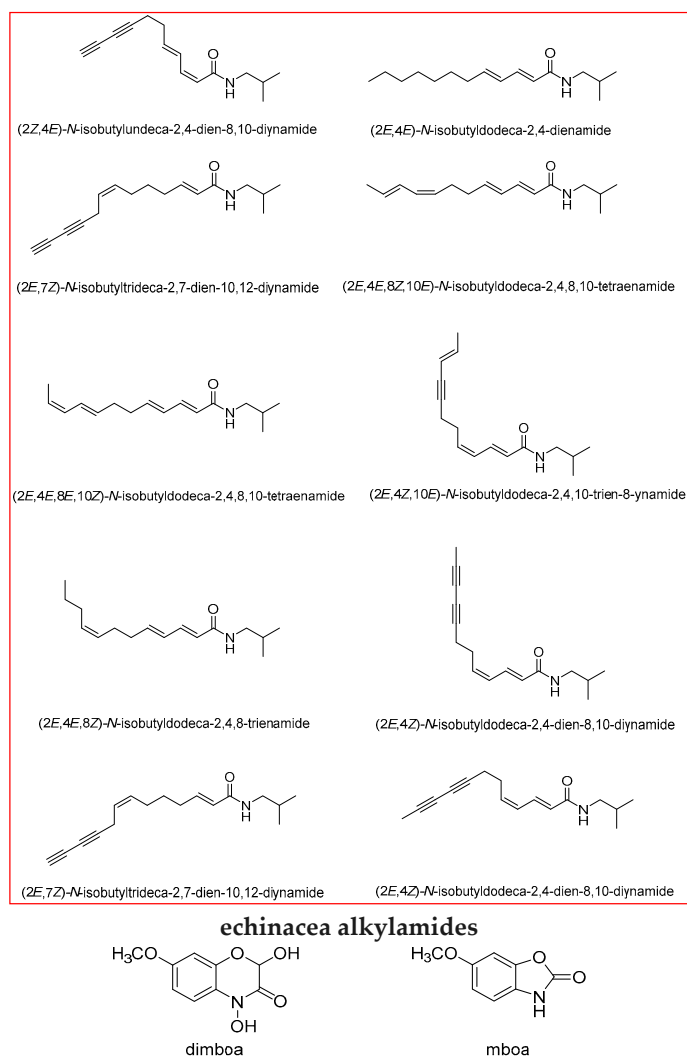 O
N
H
(2Z,4E)-N-isobutylundeca-2,4-dien-8,10-diynamide
O
N
H
(2E,4E)-N-isobutyldodeca-2,4-dienamide
O
N
H
(2E,7Z)-N-isobutyltrideca-2,7-dien-10,12-diynamide
O
N
H
(2E,4E,8Z,10E)-N-isobutyldodeca-2,4,8,10-tetraenamide
O
N
H
(2E,4E,8E,10Z)-N-isobutyldodeca-2,4,8,10-tetraenamide
O
N
H
(2E,4Z,10E)-N-isobutyldodeca-2,4,10-trien-8-ynamide
O
N
H
(2E,4E,8Z)-N-isobutyldodeca-2,4,8-trienamide
O
N
H
(2E,4Z)-N-isobutyldodeca-2,4-dien-8,10-diynamide
O
N
H
(2E,7Z)-N-isobutyltrideca-2,7-dien-10,12-diynamide
O
N
H
(2E,4Z)-N-isobutyldodeca-2,4-dien-8,10-diynamide
echinacea alkylamides
H3CO O OH
N O
OH
dimboa
H3CO O
O
N
H
mboa